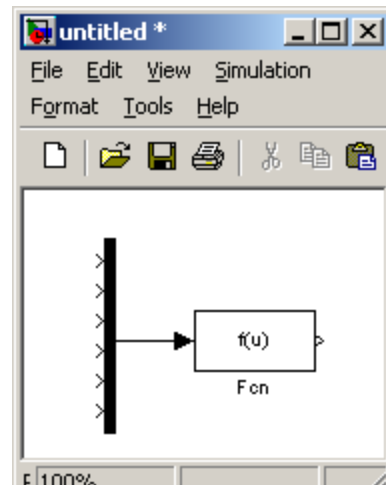 untitled *
File Edit View Simulation
Format Tools Help
f(u)
Fcn
F 100%